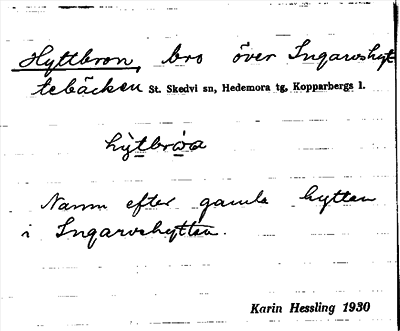 Hyttbron, bro över Ingarvshyt-
tebäcken St. Skedvi sn, Hedemora tg, Kopparbergs l.
Namn efter gamla hyttan
i Ingarvshyttan.
Karin Hessling 1930